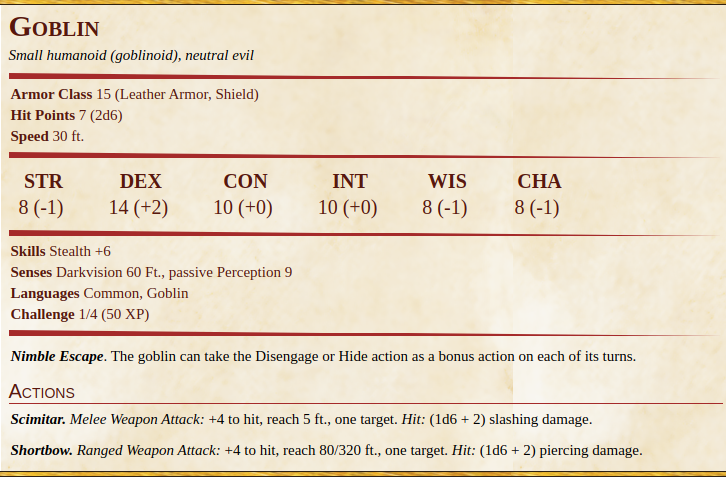 Goblin
Small humanoid (goblinoid), neutral evil
Armor Class 15 (Leather Armor, Shield)
Hit Points 7 (2d6)
Speed 30 ft.
STR DEX CON INT WIS CHA
8 (-1) 14 (+2) 10 (+0) 10 (+0) 8 (-1) 8 (-1)
Skills Stealth +6
Senses Darkvision 60 Ft., passive Perception 9
Languages Common, Goblin
Challenge 1/4 (50 XP)
Nimble Escape. The goblin can take the Disengage or Hide action as a bonus action on each of its turns.
Actions
Scimitar. Melee Weapon Attack: +4 to hit, reach 5 ft., one target. Hit: (1d6 + 2) slashing damage.
Shortbow. Ranged Weapon Attack: +4 to hit, reach 80/320 ft., one target. Hit: (1d6 + 2) piercing damage.